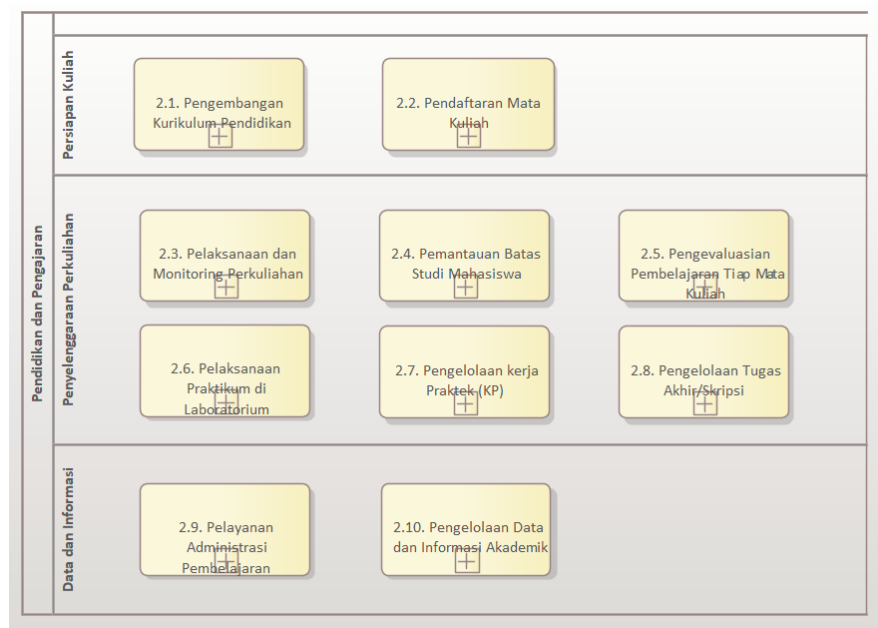 Pendidikan dan Pengajaran
Persiapan Kuliah
2.1. Pengembangan
Kurikulum Pendidikan
2.2. Pendaftaran Mata
Kuliah
Penyelenggaraan Perkuliahan
2.3. Pelaksanaan dan
Monitoring Perkuliahan
2.4. Pemantauan Batas
Studi Mahasiswa
2.5. Pengevaluasian
Pembelajaran Tiap Mata
Kuliah
2.6. Pelaksanaan
Praktikum di
Laboratorium
2.7. Pengelolaan kerja
Praktek (KP)
2.8. Pengelolaan Tugas
Akhir/Skripsi
Data dan Informasi
2.9. Pelayanan
Administrasi
Pembelajaran
2.10. Pengelolaan Data
dan Informasi Akademik